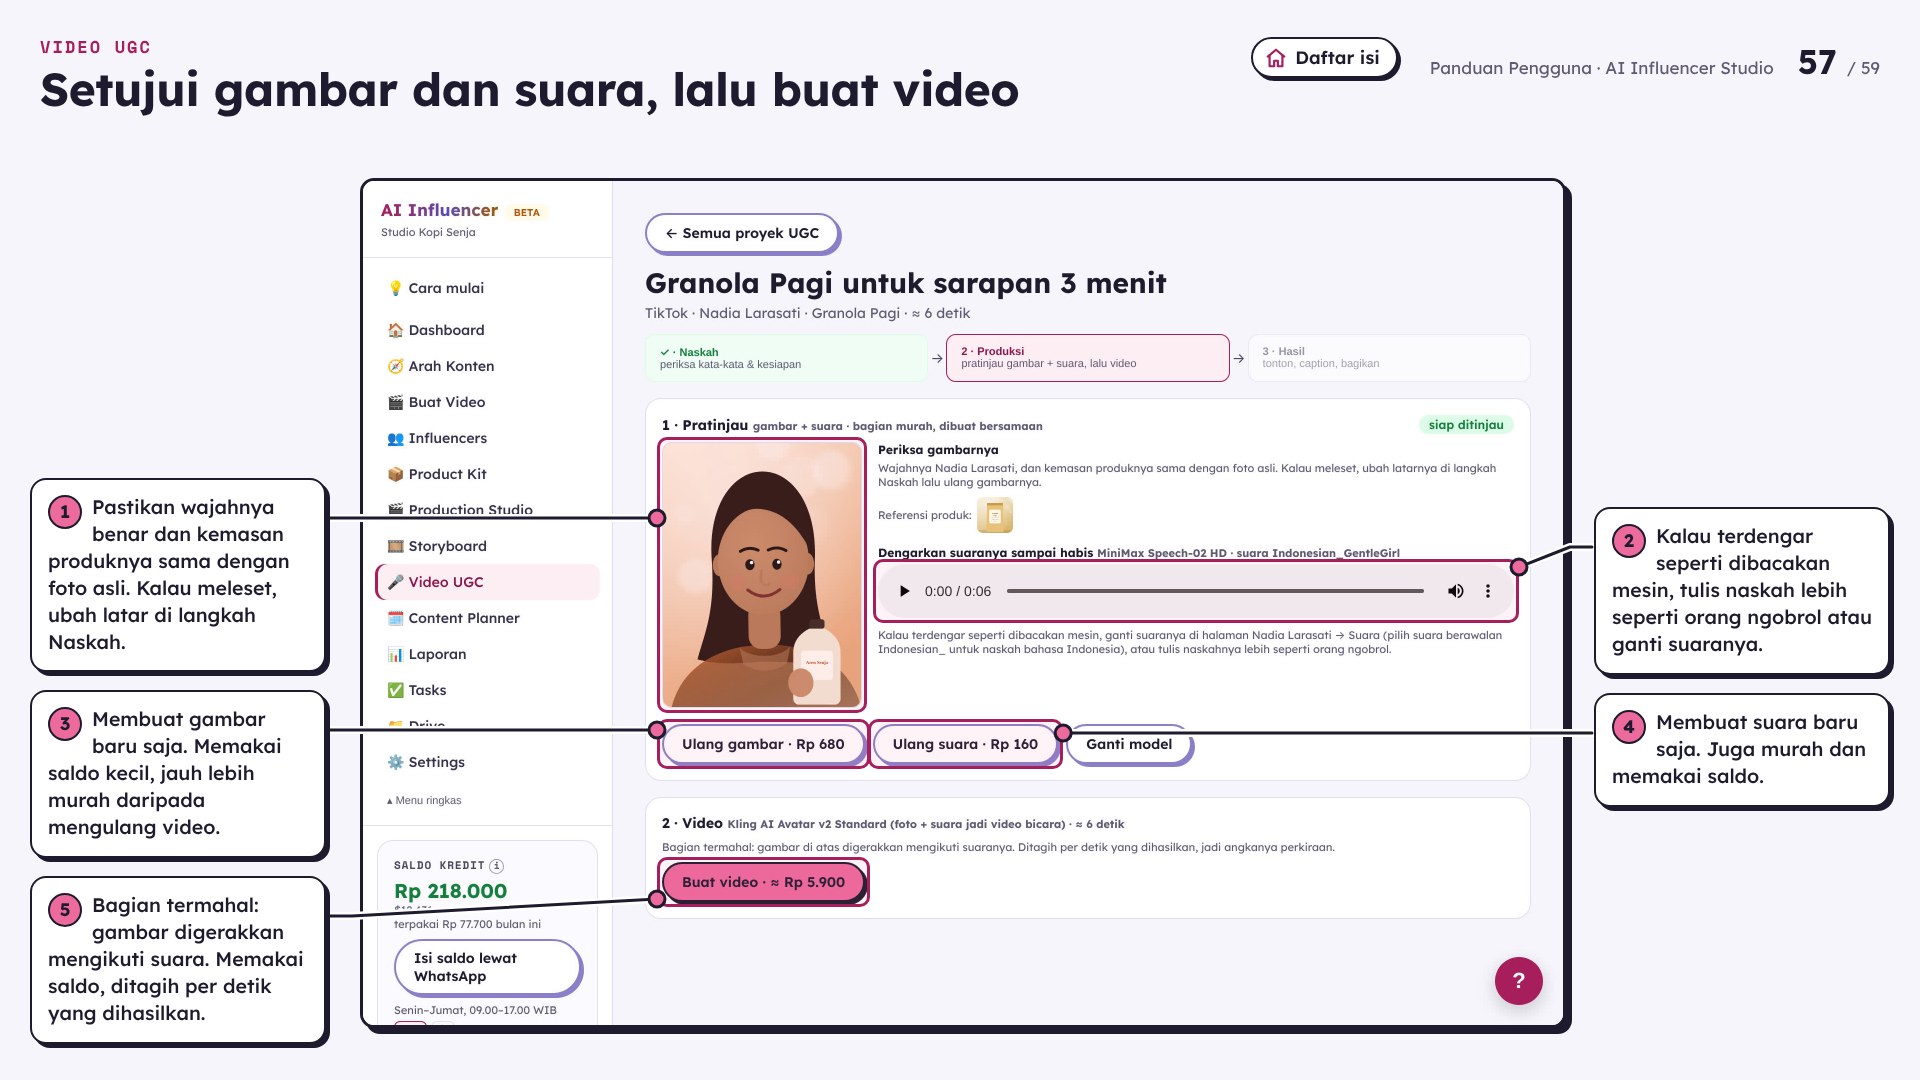 VIDEO UGC
Setujui gambar dan suara, lalu buat video
Daftar isi
Panduan Pengguna · AI Influencer Studio 57 / 59
AI Influencer BETA
Studio Kopi Senja
💡 Cara mulai
🏠 Dashboard
🧭 Arah Konten
🎬 Buat Video
👥 Influencers
📦 Product Kit
🎬 Production Studio
🎞️ Storyboard
🎤 Video UGC
🗓️ Content Planner
📊 Laporan
✅ Tasks
📁 Drive
⚙️ Settings
▴ Menu ringkas
SALDO KREDIT i
Rp 218.000
terpakai Rp 77.700 bulan ini
Isi saldo lewat
WhatsApp
Senin–Jumat, 09.00–17.00 WIB
← Semua proyek UGC
Granola Pagi untuk sarapan 3 menit
TikTok · Nadia Larasati · Granola Pagi · ≈ 6 detik
✓ · Naskah
periksa kata-kata & kesiapan
→
2 · Produksi
pratinjau gambar + suara, lalu video
→
3 · Hasil
tonton, caption, bagikan
1 · Pratinjau gambar + suara · bagian murah, dibuat bersamaan
siap ditinjau
Periksa gambarnya
Wajahnya Nadia Larasati, dan kemasan produknya sama dengan foto asli. Kalau meleset, ubah latarnya di langkah
Naskah lalu ulang gambarnya.
Referensi produk:
Dengarkan suaranya sampai habis MiniMax Speech-02 HD · suara Indonesian_GentleGirl
0:00 / 0:06
Kalau terdengar seperti dibacakan mesin, ganti suaranya di halaman Nadia Larasati → Suara (pilih suara berawalan
Indonesian_ untuk naskah bahasa Indonesia), atau tulis naskahnya lebih seperti orang ngobrol.
Ulang gambar · Rp 680
Ulang suara · Rp 160
Ganti model
2 · Video Kling AI Avatar v2 Standard (foto + suara jadi video bicara) · ≈ 6 detik
Bagian termahal: gambar di atas digerakkan mengikuti suaranya. Ditagih per detik yang dihasilkan, jadi angkanya perkiraan.
Buat video · ≈ Rp 5.900
?
1 Pastikan wajahnya
benar dan kemasan
produknya sama dengan
foto asli. Kalau meleset,
ubah latar di langkah
Naskah.
2 Kalau terdengar
seperti dibacakan
mesin, tulis naskah lebih
seperti orang ngobrol atau
ganti suaranya.
3 Membuat gambar
baru saja. Memakai
saldo kecil, jauh lebih
murah daripada
mengulang video.
4 Membuat suara baru
saja. Juga murah dan
memakai saldo.
5 Bagian termahal:
gambar digerakkan
mengikuti suara. Memakai
saldo, ditagih per detik
yang dihasilkan.